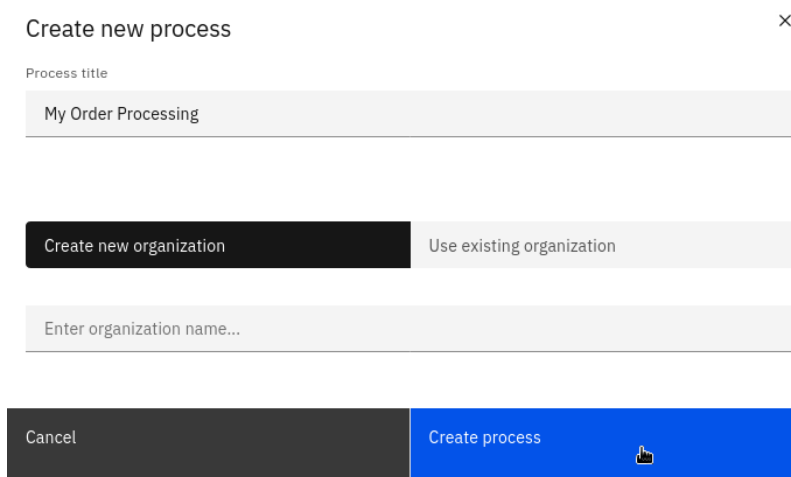 Create new process
Process title
My Order Processing
Create new organization
Use existing organization
Enter organization name...
Cancel
Create process